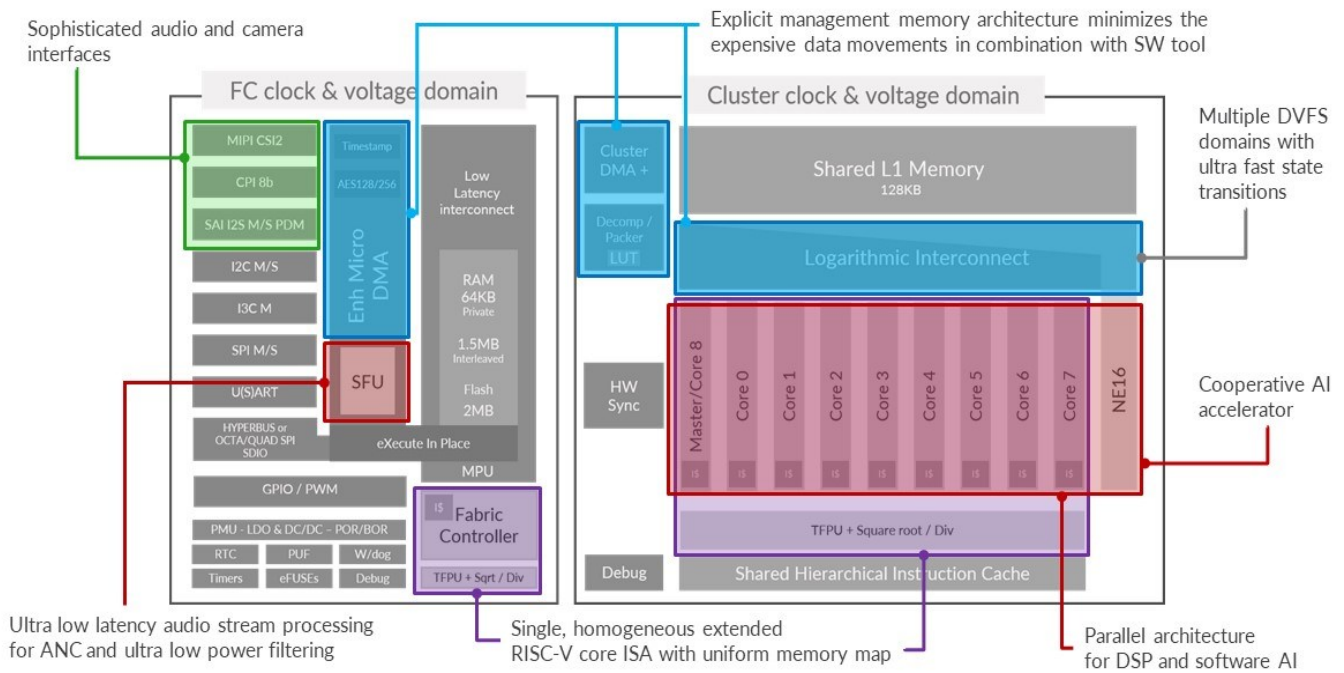 Sophisticated audio and camera
interfaces
Explicit management memory architecture minimizes the
expensive data movements in combination with SW tool
FC clock & voltage domain
Cluster clock & voltage domain
Multiple DVFS
domains with
ultra fast state
transitions
MIPI CSI2
CPI 8b
SAI I2S M/S PDM
I2C M/S
I3C M
SPI M/S
U(S)ART
HYPERBUS or
OCTA/QUAD SPI
SDIO
GPIO / PWM
PMU - LDO & DC/DC – POR/BOR
RTC
PUF
W/dog
Timers
eFUSEs
Debug
Timestamp
AES128/256
Enh Micro
DMA
SFU
eXecute In Place
Low
Latency
interconnect
RAM
64KB
Private
1.5MB
Interleaved
Flash
2MB
MPU
I$
Fabric
Controller
TFPU + Sqrt / Div
Cluster
DMA +
Decomp /
Packer
LUT
HW
Sync
Debug
Shared L1 Memory
128KB
Logarithmic Interconnect
Master/Core 8
Core 0
Core 1
Core 2
Core 3
Core 4
Core 5
Core 6
Core 7
NE16
I$
I$
I$
I$
I$
I$
I$
I$
I$
TFPU + Square root / Div
Shared Hierarchical Instruction Cache
Cooperative AI
accelerator
Ultra low latency audio stream processing
for ANC and ultra low power filtering
Single, homogeneous extended
RISC-V core ISA with uniform memory map
Parallel architecture
for DSP and software AI